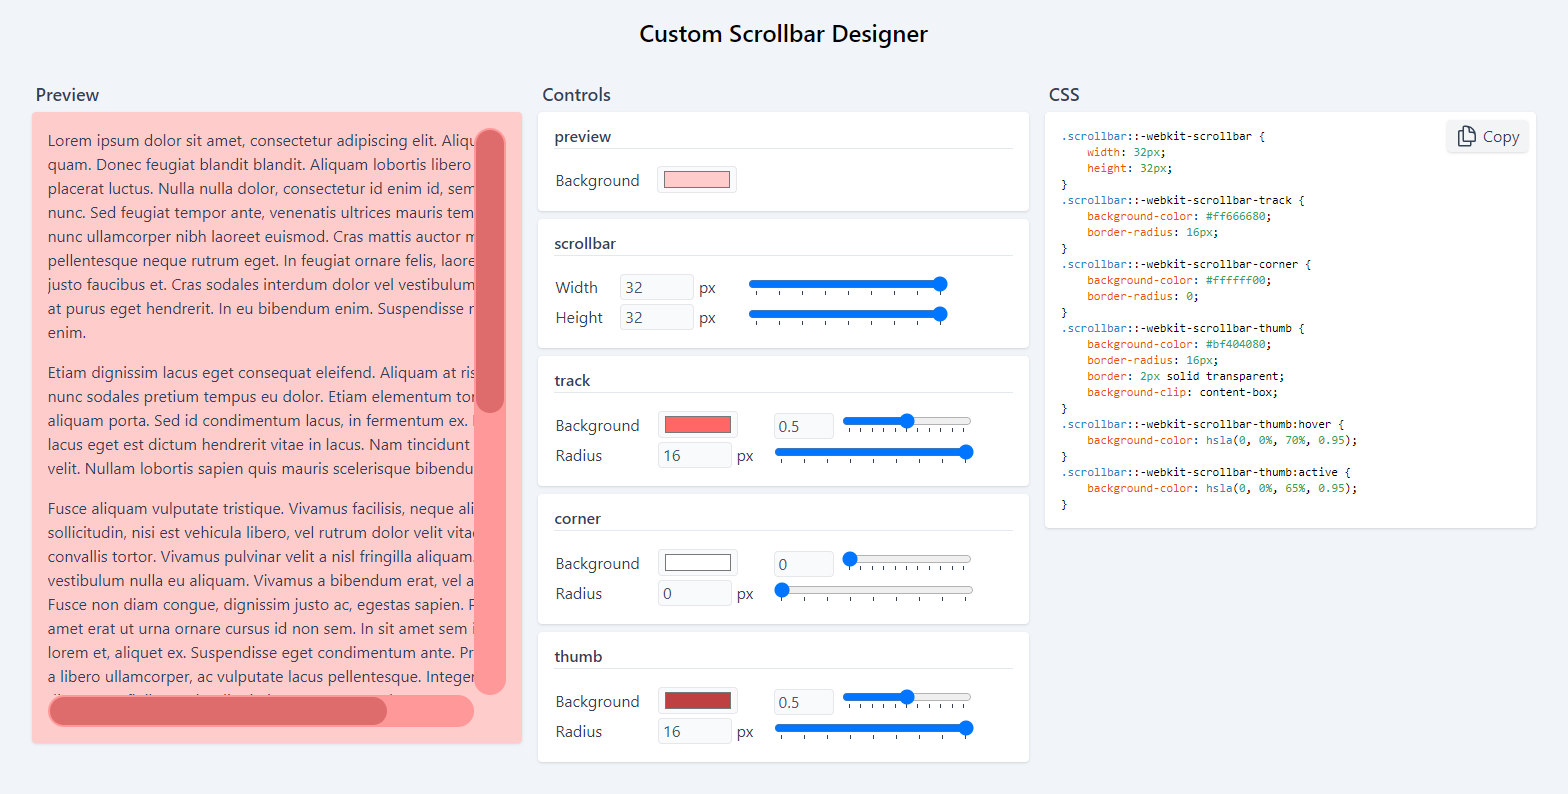 Custom Scrollbar Designer
Preview
Lorem ipsum dolor sit amet, consectetur adipiscing elit. Aliqu
quam. Donec feugiat blandit blandit. Aliquam lobortis libero
placerat luctus. Nulla nulla dolor, consectetur id enim id, sem
nunc. Sed feugiat tempor ante, venenatis ultrices mauris tem
nunc ullamcorper nibh laoreet euismod. Cras mattis auctor
pellentesque neque rutrum eget. In feugiat ornare felis, laore
justo faucibus et. Cras sodales interdum dolor vel vestibulum
at purus eget hendrerit. In eu bibendum enim. Suspendisse
enim.
Etiam dignissim lacus eget consequat eleifend. Aliquam at ris
nunc sodales pretium tempus eu dolor. Etiam elementum tor
aliquam porta. Sed id condimentum lacus, in fermentum ex.
lacus eget est dictum hendrerit vitae in lacus. Nam tincidunt
velit. Nullam lobortis sapien quis mauris scelerisque bibendu
Fusce aliquam vulputate tristique. Vivamus facilisis, neque ali
sollicitudin, nisi est vehicula libero, vel rutrum dolor velit vita
convallis tortor. Vivamus pulvinar velit a nisl fringilla aliquam.
vestibulum nulla eu aliquam. Vivamus a bibendum erat, vel a
Fusce non diam congue, dignissim justo ac, egestas sapien.
amet erat ut urna ornare cursus id non sem. In sit amet sem
lorem et, aliquet ex. Suspendisse eget condimentum ante. Pr
a libero ullamcorper, ac vulputate lacus pellentesque. Integer
Controls
preview
Background
scrollbar
Width 32 px
Height 32 px
track
Background 0.5
Radius 16 px
corner
Background 0
Radius 0 px
thumb
Background 0.5
Radius 16 px
CSS
Copy
.scrollbar::-webkit-scrollbar {
width: 32px;
height: 32px;
}
.scrollbar::-webkit-scrollbar-track {
background-color: #ff666680;
border-radius: 16px;
}
.scrollbar::-webkit-scrollbar-corner {
background-color: #ffffff00;
border-radius: 0;
}
.scrollbar::-webkit-scrollbar-thumb {
background-color: #bf404080;
border-radius: 16px;
border: 2px solid transparent;
background-clip: content-box;
}
.scrollbar::-webkit-scrollbar-thumb:hover {
background-color: hsla(0, 0%, 70%, 0.95);
}
.scrollbar::-webkit-scrollbar-thumb:active {
background-color: hsla(0, 0%, 65%, 0.95);
}